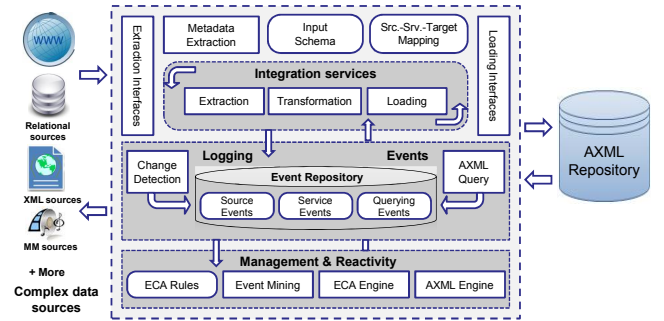 WWW
Relational
sources
XML sources
MM sources
+ More
Complex data
sources
Extraction Interfaces
Metadata
Extraction
Input
Schema
Src.-Srv.-Target
Mapping
Loading Interfaces
Integration services
Extraction
Transformation
Loading
Logging
Events
Change
Detection
Event Repository
AXML
Query
Source
Events
Service
Events
Querying
Events
Management & Reactivity
ECA Rules
Event Mining
ECA Engine
AXML Engine
AXML
Repository